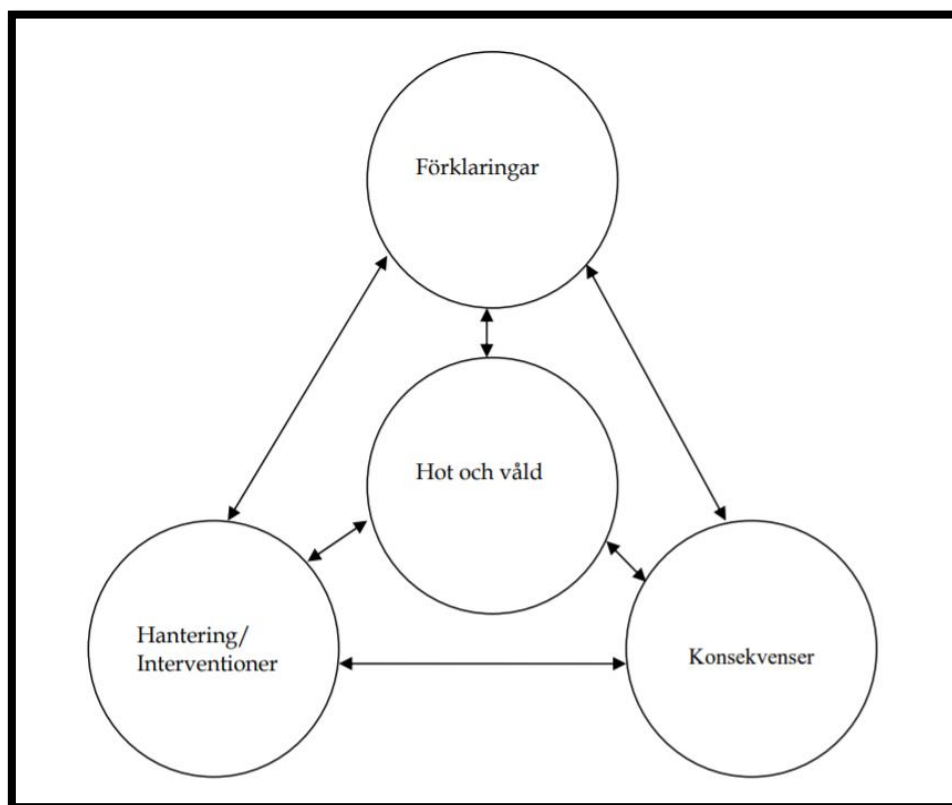 Förklaringar
Hot och våld
Hantering/
Interventioner
Konsekvenser